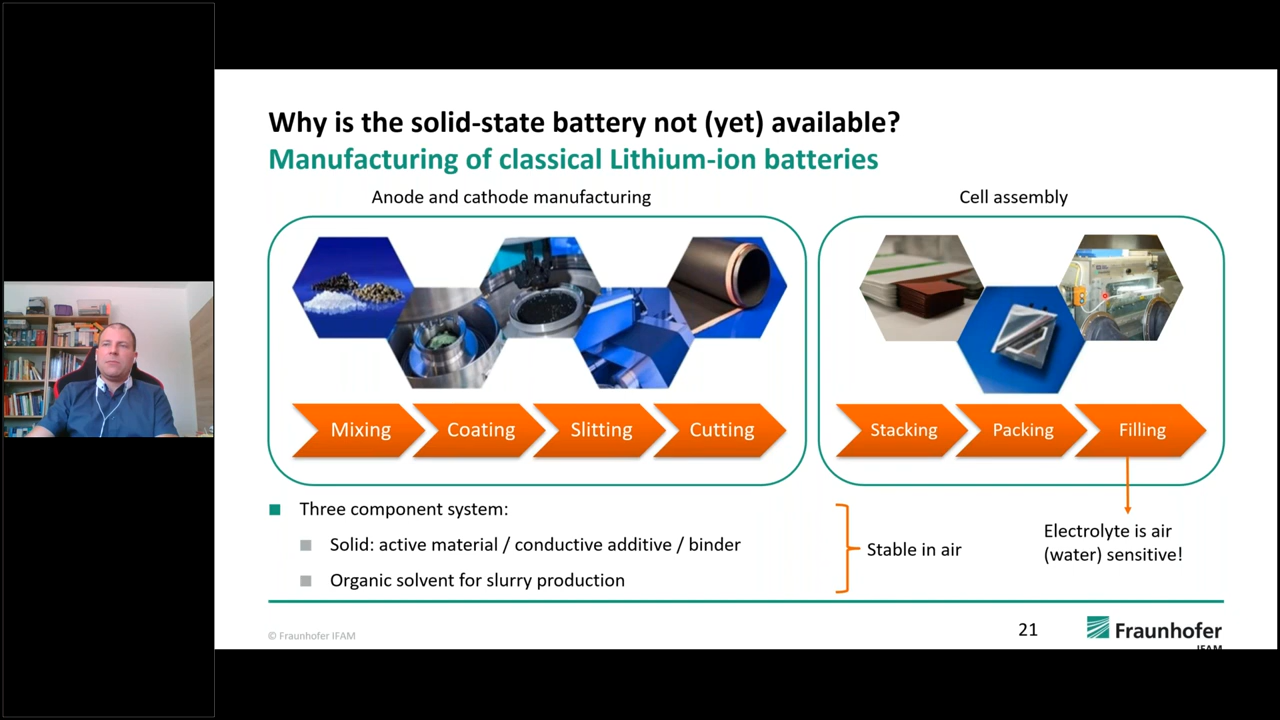 Why is the solid-state battery not (yet) available?
Manufacturing of classical Lithium-ion batteries
Anode and cathode manufacturing
Cell assembly
Mixing
Coating
Slitting
Cutting
Stacking
Packing
Filling
Three component system:
Solid: active material / conductive additive / binder
Organic solvent for slurry production
Stable in air
Electrolyte is air
(water) sensitive!
© Fraunhofer IFAM
21
Fraunhofer
IFAM